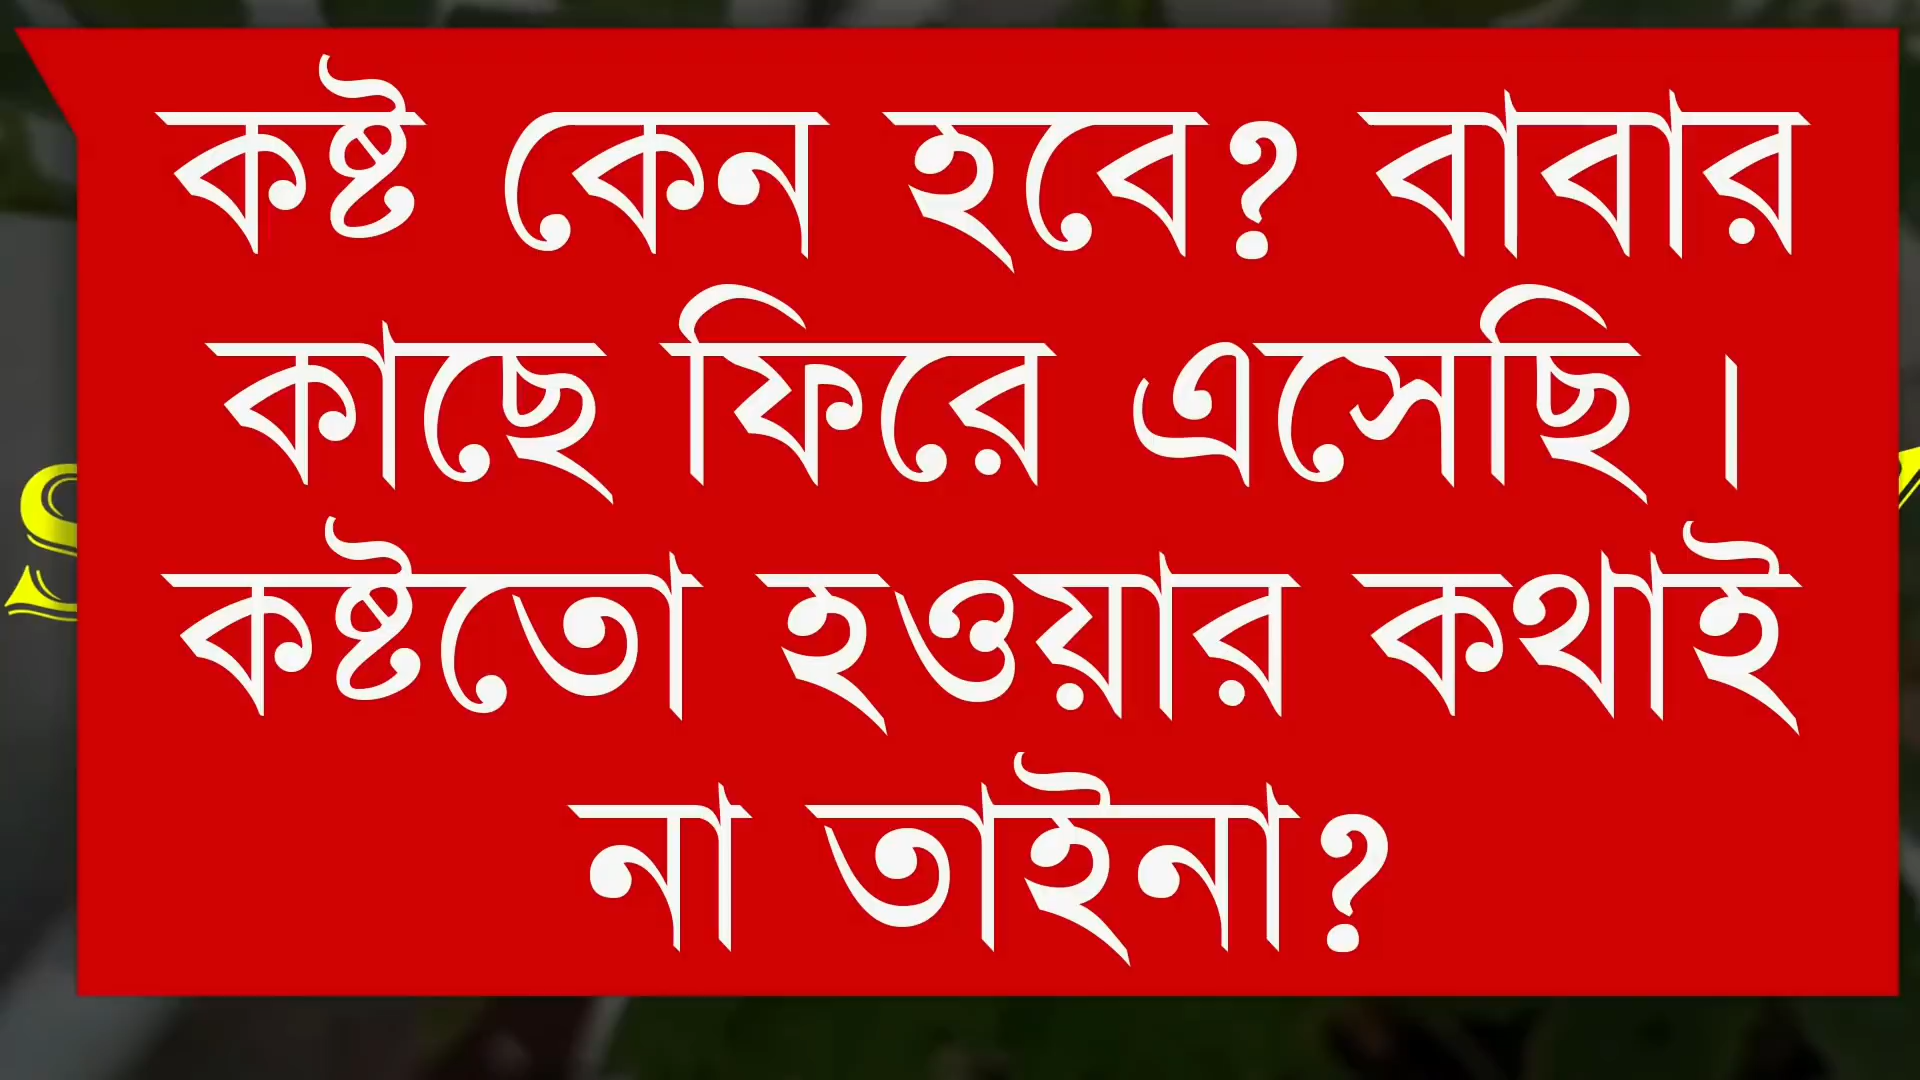 কষ্ট কেন হবে? বাবার
কাছে ফিরে এসেছি ।
কষ্টতো হওয়ার কথাই
না তাইনা?